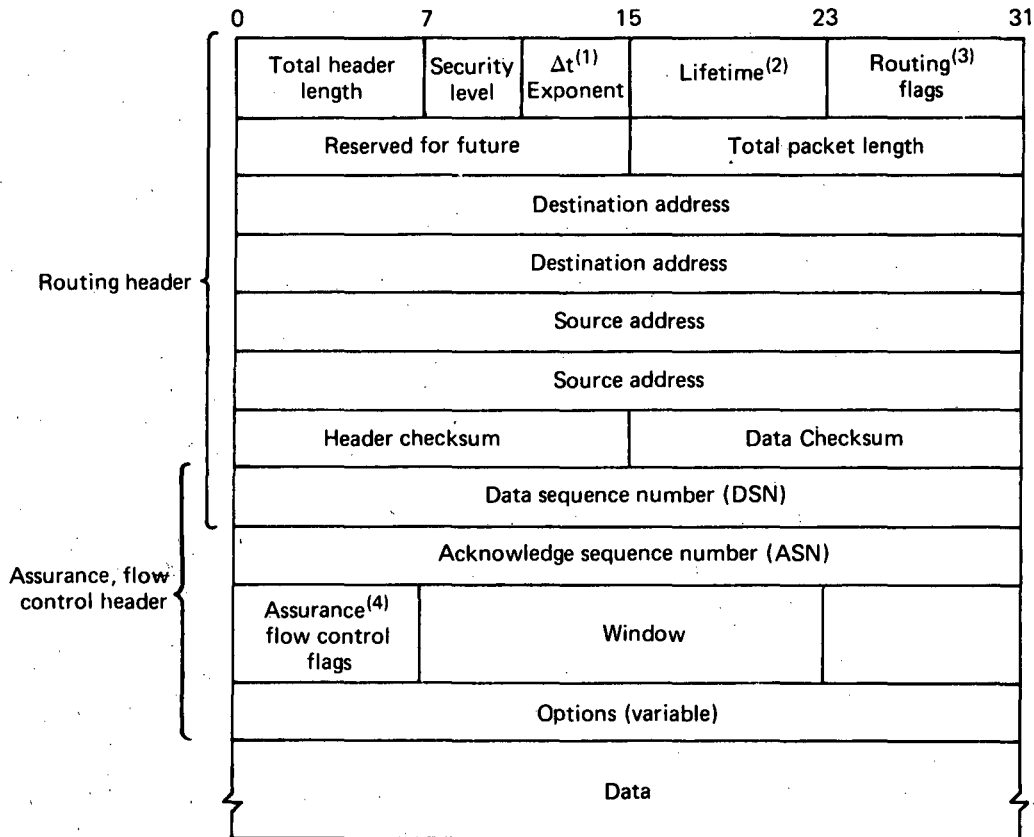 0 7 15 23 31
Total header
length
Security
level
Δt(1)
Exponent
Lifetime(2)
Routing(3)
flags
Reserved for future
Total packet length
Destination address
Destination address
Routing header
Source address
Source address
Header checksum
Data Checksum
Data sequence number (DSN)
Acknowledge sequence number (ASN)
Assurance, flow
control header
Assurance(4)
flow control
flags
Window
Options (variable)
Data